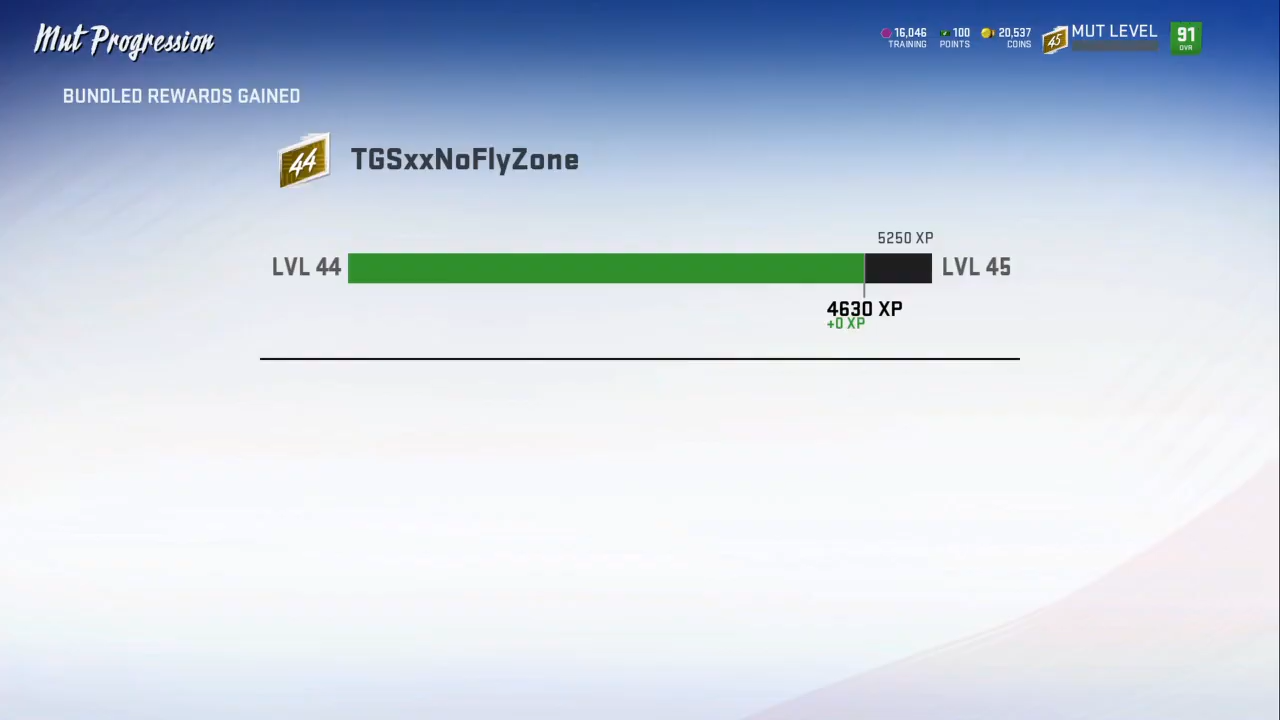 Mut Progression
16,046 TRAINING
100 POINTS
20,537 COINS
45 MUT LEVEL
91 OVR
BUNDLED REWARDS GAINED
44 TGSxxNoFlyZone
5250 XP
LVL 44
LVL 45
4630 XP
+0 XP